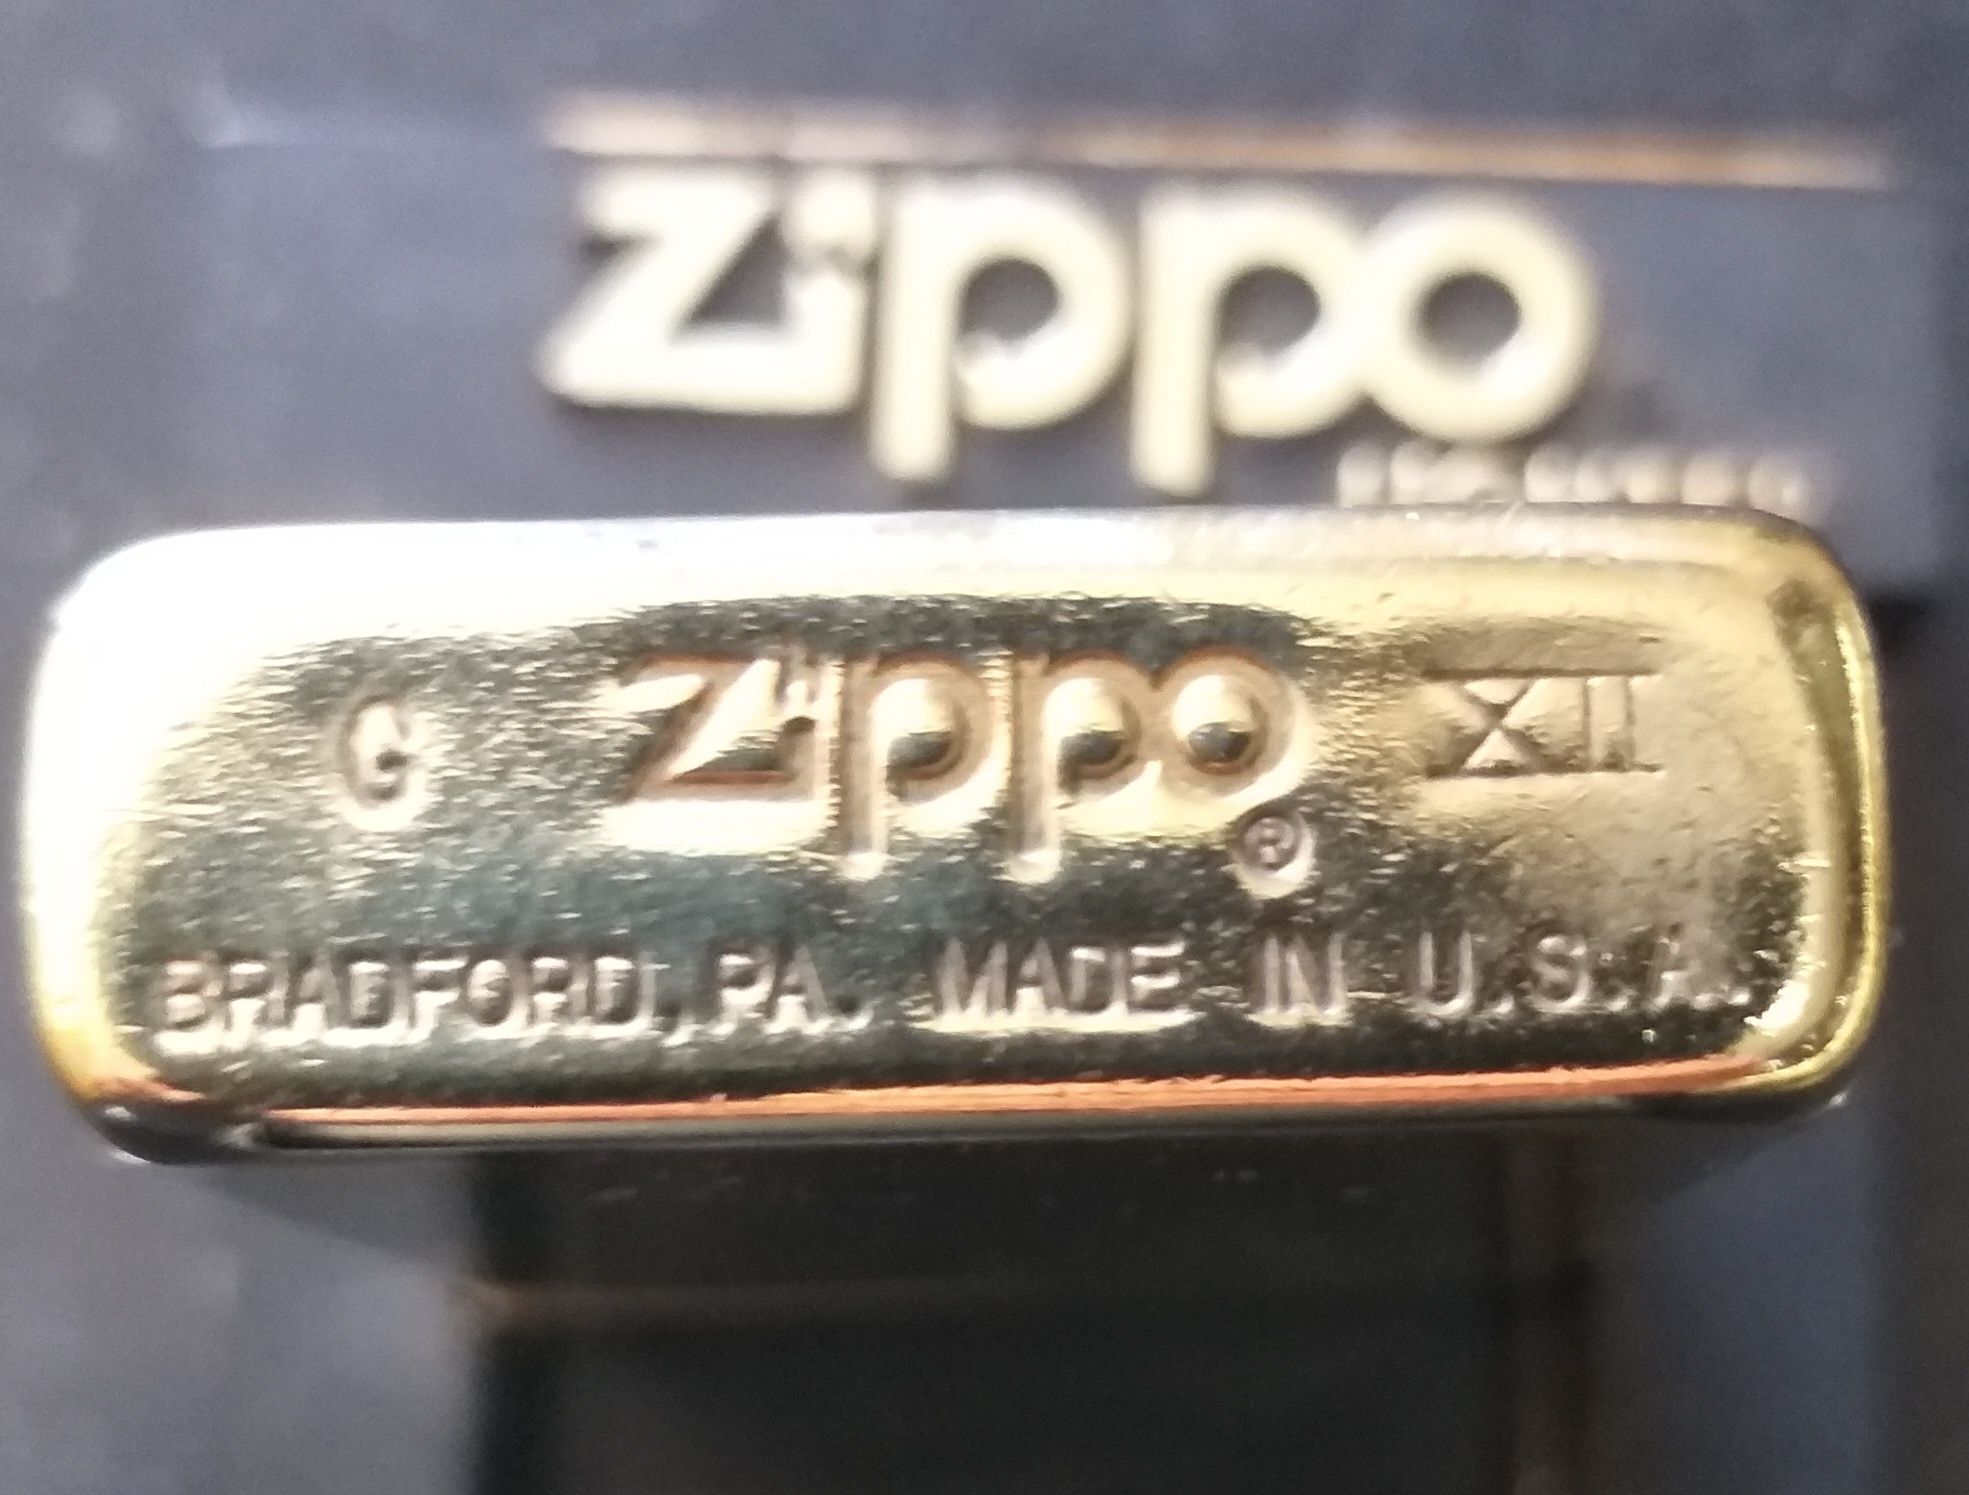 Zippo
G Zippo ® XII
BRADFORD, PA. MADE IN U.S.A.